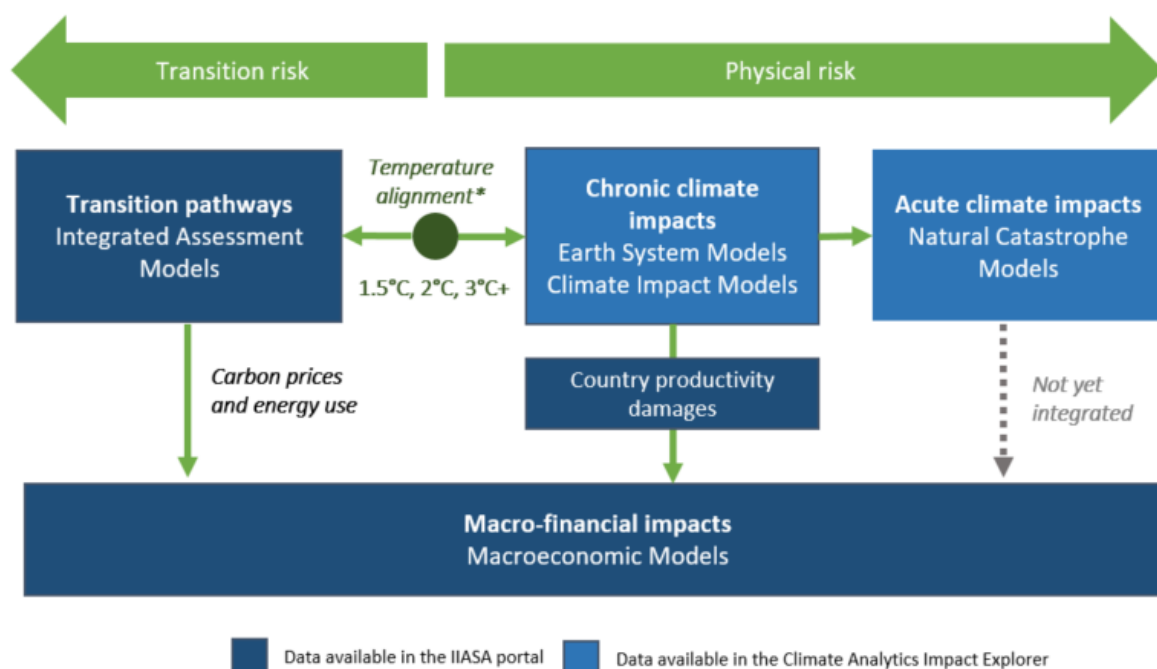 Transition risk
Physical risk
Transition pathways
Integrated Assessment
Models
Temperature
alignment*
1.5°C, 2°C, 3°C+
Chronic climate
impacts
Earth System Models
Climate Impact Models
Acute climate impacts
Natural Catastrophe
Models
Carbon prices
and energy use
Country productivity
damages
Not yet
integrated
Macro-financial impacts
Macroeconomic Models
Data available in the IIASA portal
Data available in the Climate Analytics Impact Explorer